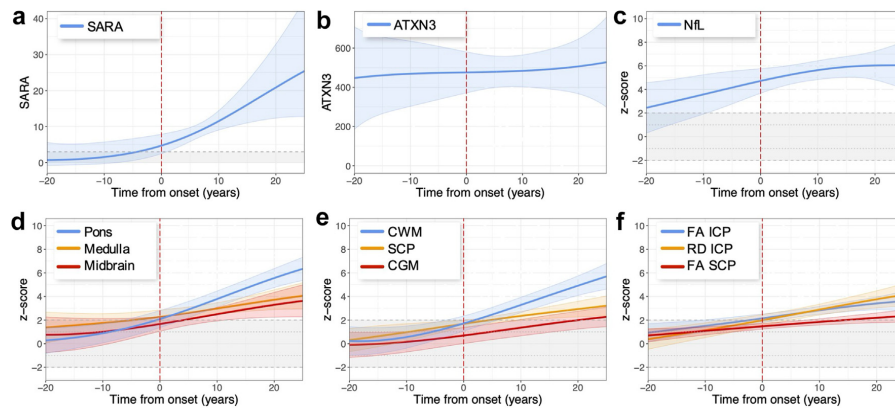 a
SARA
40
30
20
10
0
SARA
−20 −10 0 10 20
Time from onset (years)
b
ATXN3
600
400
200
0
ATXN3
−20 −10 0 10 20
Time from onset (years)
c
NfL
10
8
6
4
2
0
−2
z−score
−20 −10 0 10 20
Time from onset (years)
d
Pons
Medulla
Midbrain
10
8
6
4
2
0
−2
z−score
−20 −10 0 10 20
Time from onset (years)
e
CWM
SCP
CGM
10
8
6
4
2
0
−2
z−score
−20 −10 0 10 20
Time from onset (years)
f
FA ICP
RD ICP
FA SCP
10
8
6
4
2
0
−2
z−score
−20 −10 0 10 20
Time from onset (years)